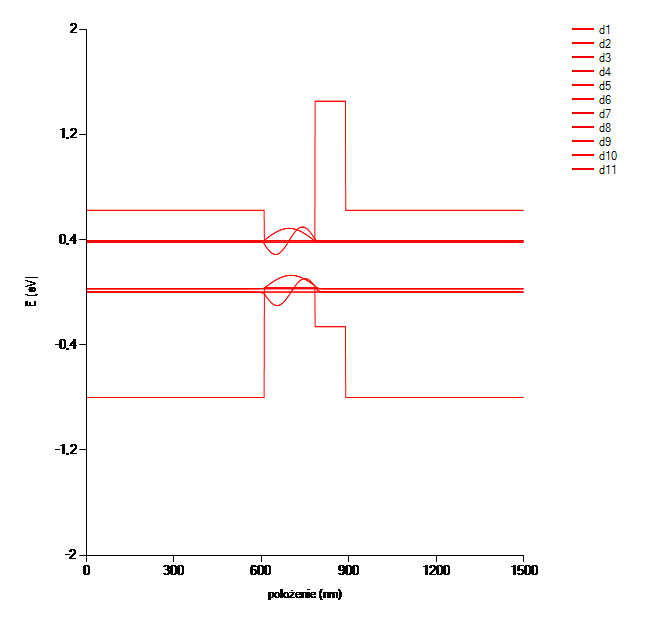 2
1,2
0,4
-0,4
-1,2
-2
E (eV)
0
300
600
900
1200
1500
położenie (nm)
d1
d2
d3
d4
d5
d6
d7
d8
d9
d10
d11